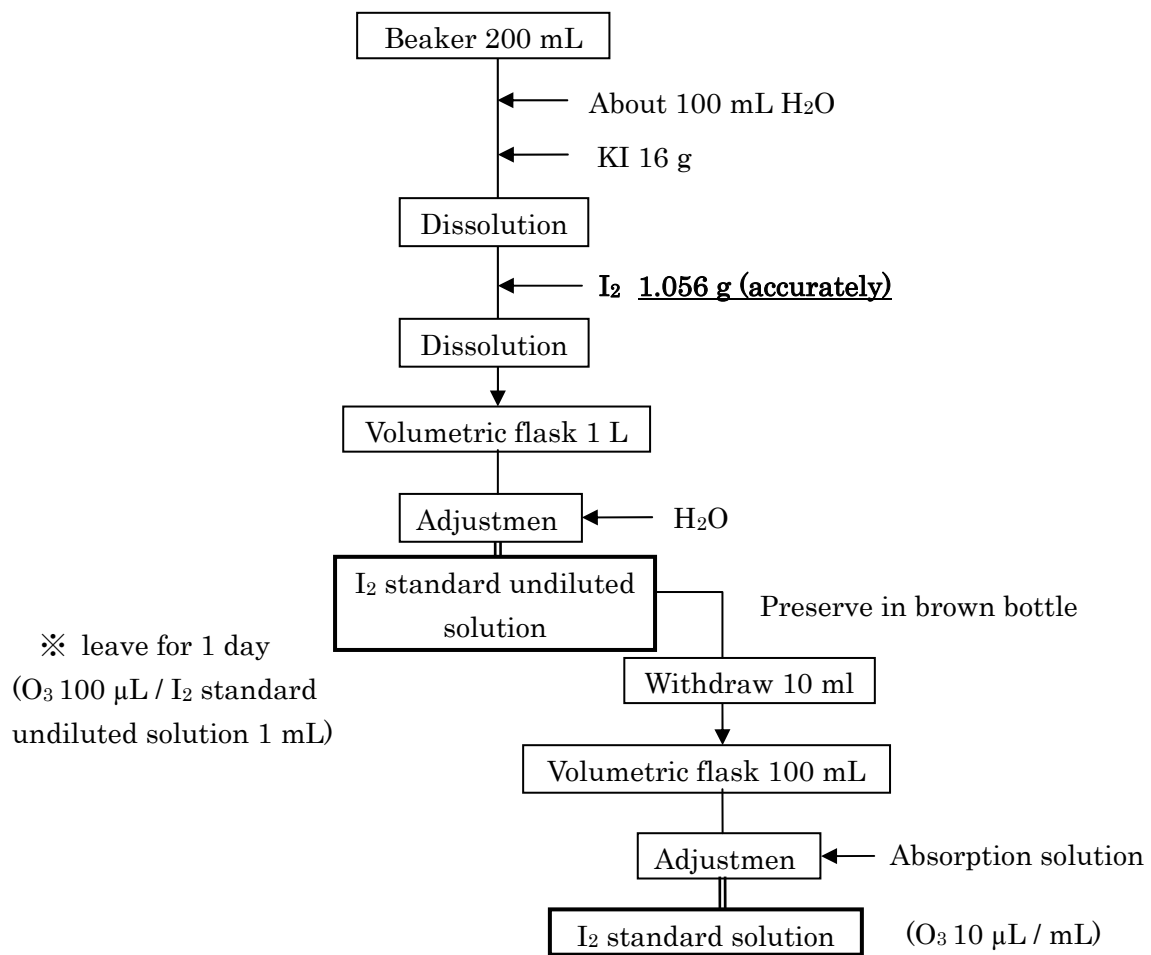 Beaker 200 mL
About 100 mL H₂O
KI 16 g
Dissolution
I₂ 1.056 g (accurately)
Dissolution
Volumetric flask 1 L
Adjustmen
H₂O
I₂ standard undiluted
solution
Preserve in brown bottle
※ leave for 1 day
(O₃ 100 µL / I₂ standard
undiluted solution 1 mL)
Withdraw 10 ml
Volumetric flask 100 mL
Adjustmen
Absorption solution
I₂ standard solution
(O₃ 10 µL / mL)